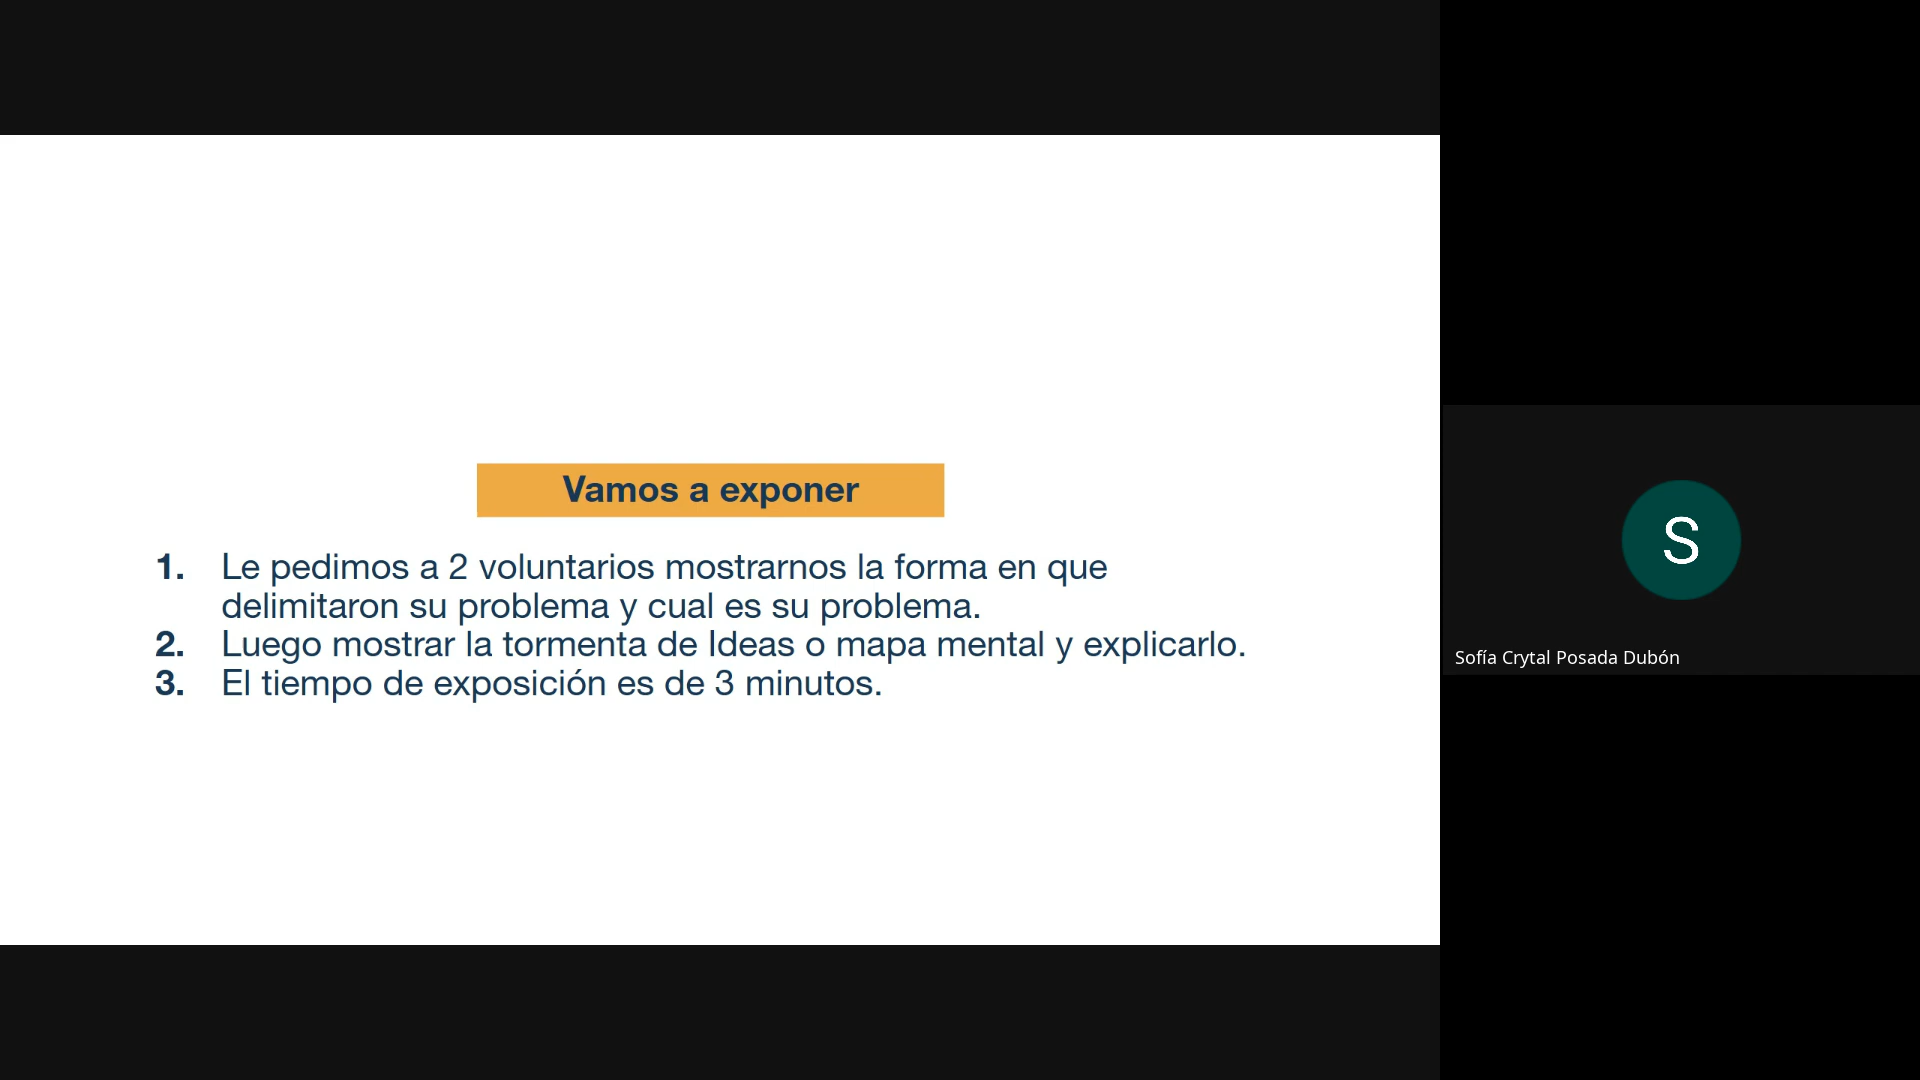 Vamos a exponer
1. Le pedimos a 2 voluntarios mostrarnos la forma en que
delimitaron su problema y cual es su problema.
2. Luego mostrar la tormenta de Ideas o mapa mental y explicarlo.
3. El tiempo de exposición es de 3 minutos.
S
Sofía Crytal Posada Dubón